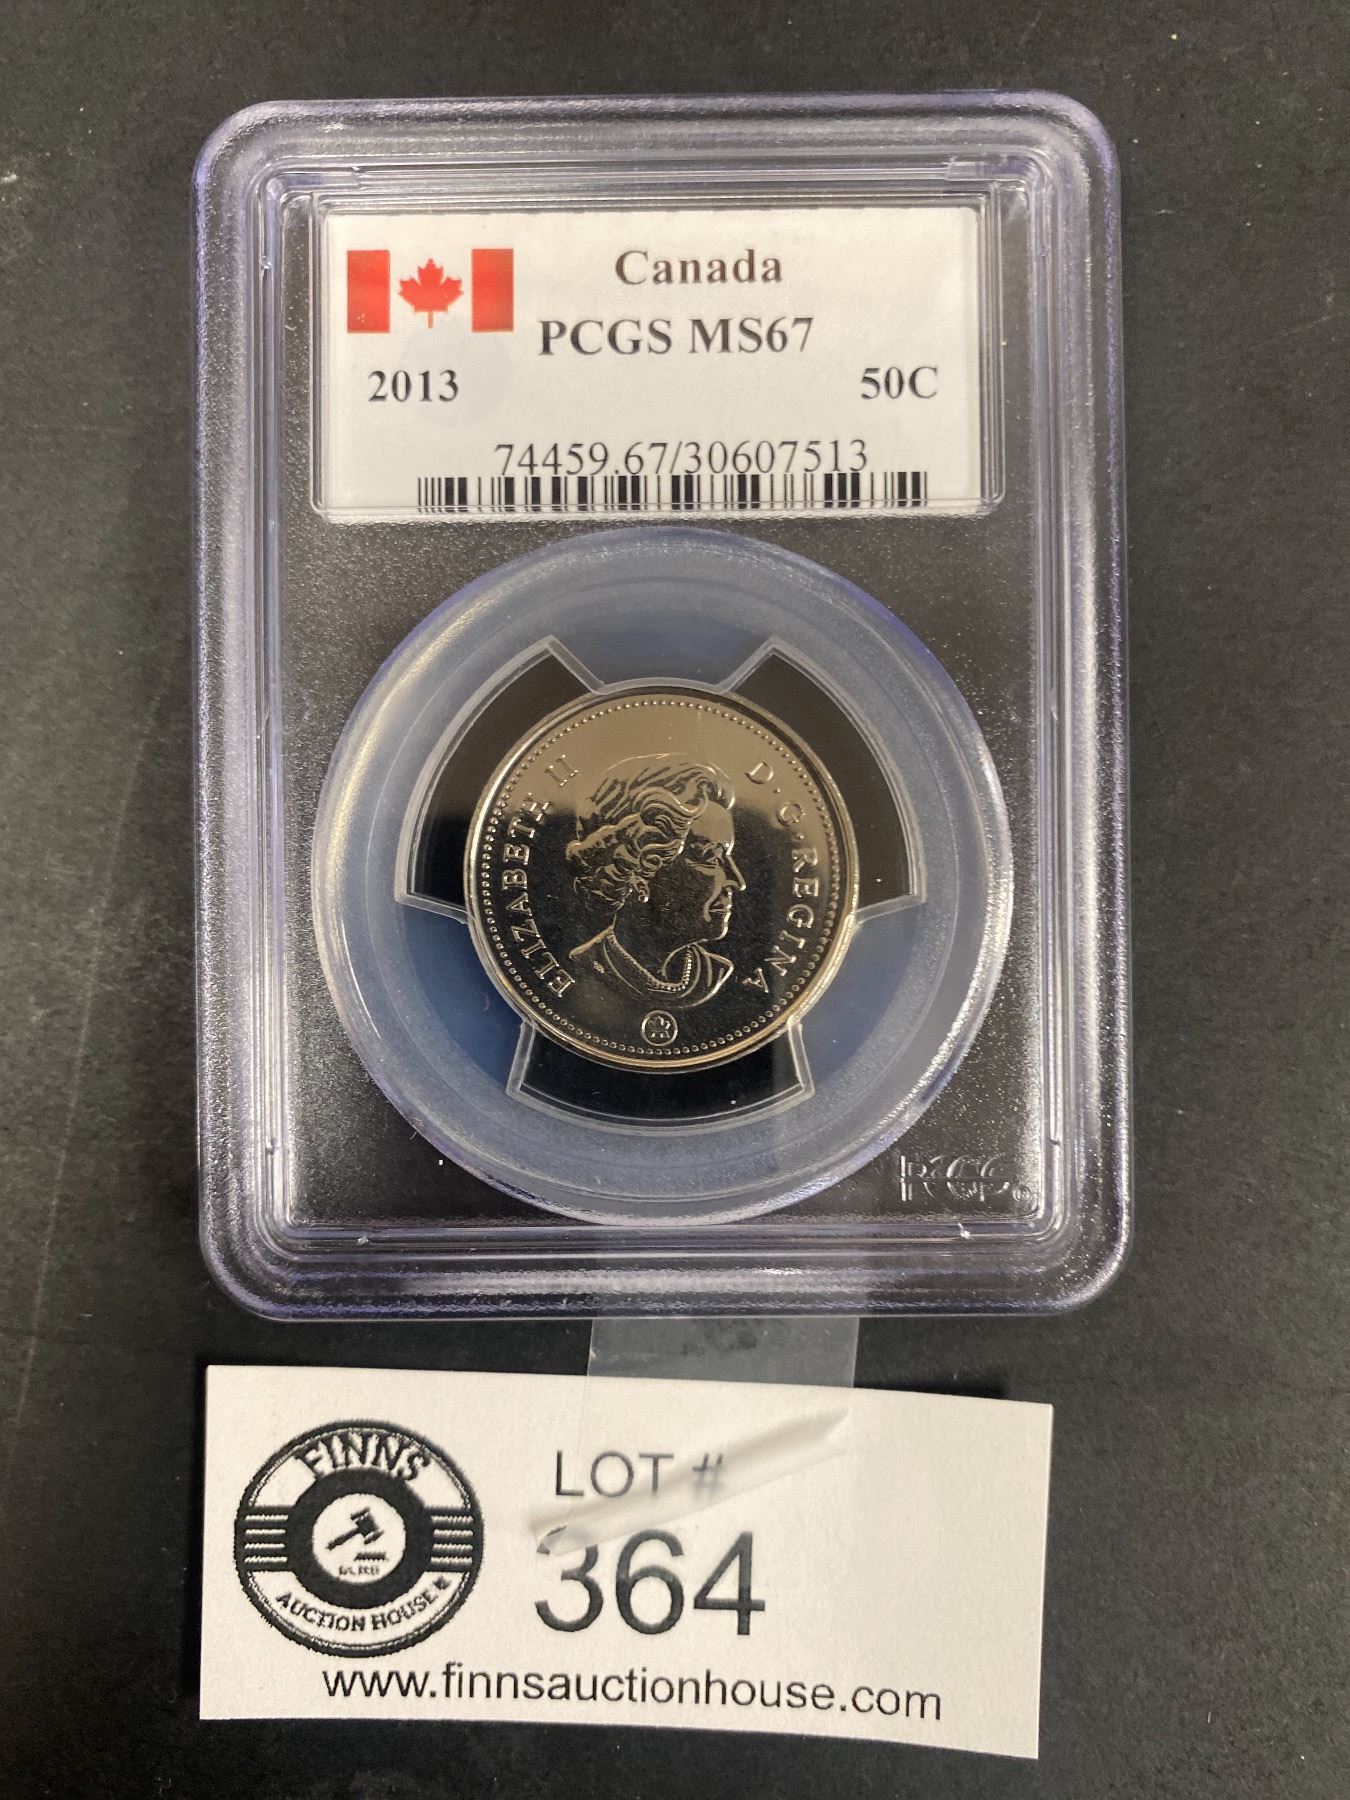 Canada
PCGS MS67
2013 50C
74459.67/30607513
ELIZABETH II D·G·REGINA
PCGS
LOT #
364
FINNS
AUCTION HOUSE
www.finnsauctionhouse.com